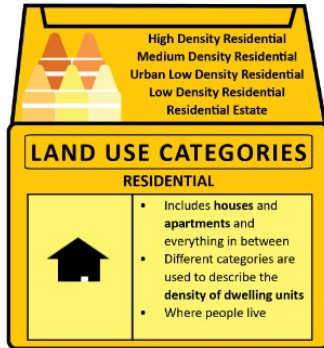 High Density Residential
Medium Density Residential
Urban Low Density Residential
Low Density Residential
Residential Estate
LAND USE CATEGORIES
RESIDENTIAL
• Includes houses and
apartments and
everything in between
• Different categories are
used to describe the
density of dwelling units
• Where people live